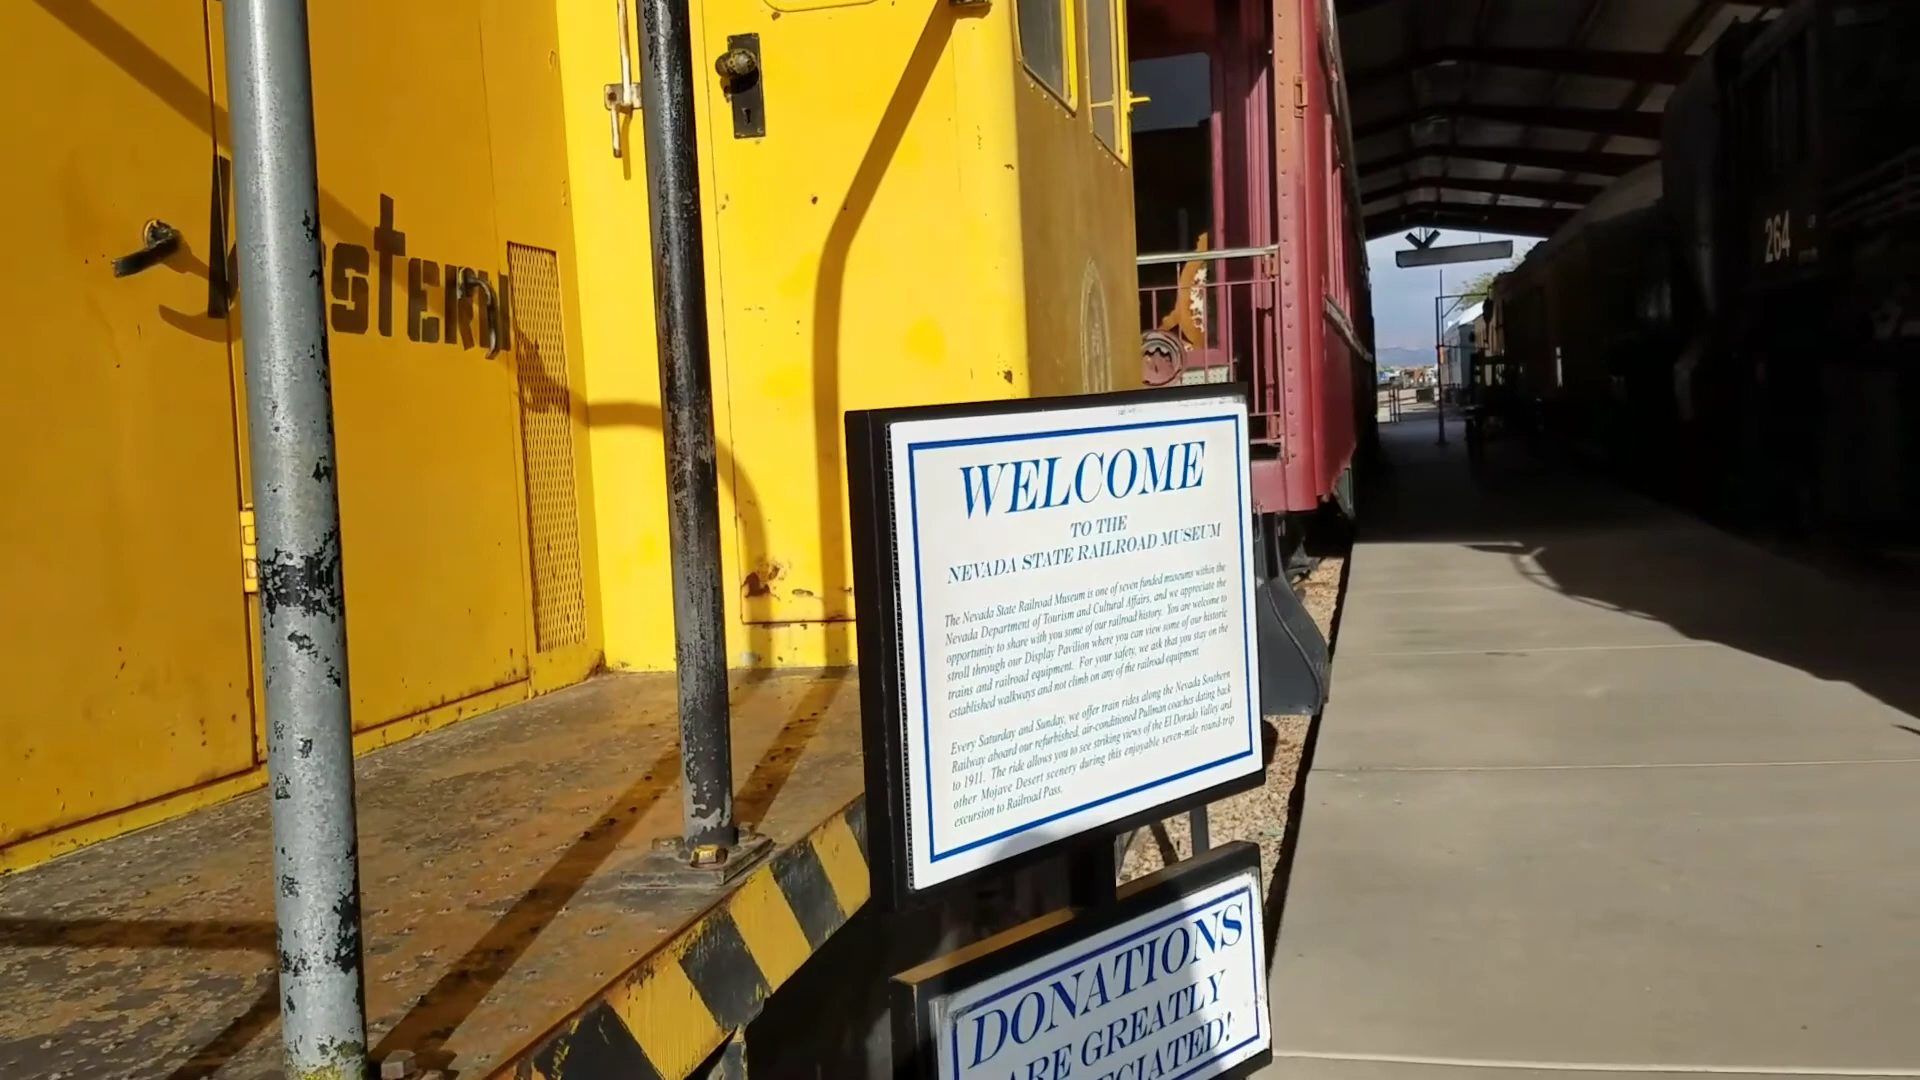 estern
264
WELCOME
TO THE
NEVADA STATE RAILROAD MUSEUM
The Nevada State Railroad Museum is one of seven funded museums within the
Nevada Department of Tourism and Cultural Affairs, and we appreciate the
opportunity to share with you some of our railroad history. You are welcome to
stroll through our Display Pavilion where you can view some of our historic
trains and railroad equipment. For your safety, we ask that you stay on the
established walkways and not climb on any of the railroad equipment
Every Saturday and Sunday, we offer train rides along the Nevada Southern
Railway aboard our refurbished, air-conditioned Pullman coaches dating back
to 1911. The ride allows you to see striking views of the El Dorado Valley and
other Mojave Desert scenery during this enjoyable seven-mile round-trip
excursion to Railroad Pass.
DONATIONS
ARE GREATLY
ECIATED!